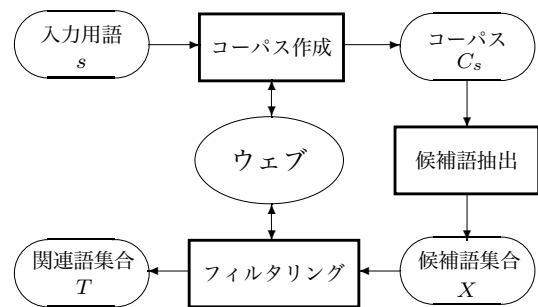 入力用語
s
コーパス作成
コーパス
C_s
ウェブ
候補語抽出
関連語集合
T
フィルタリング
候補語集合
X